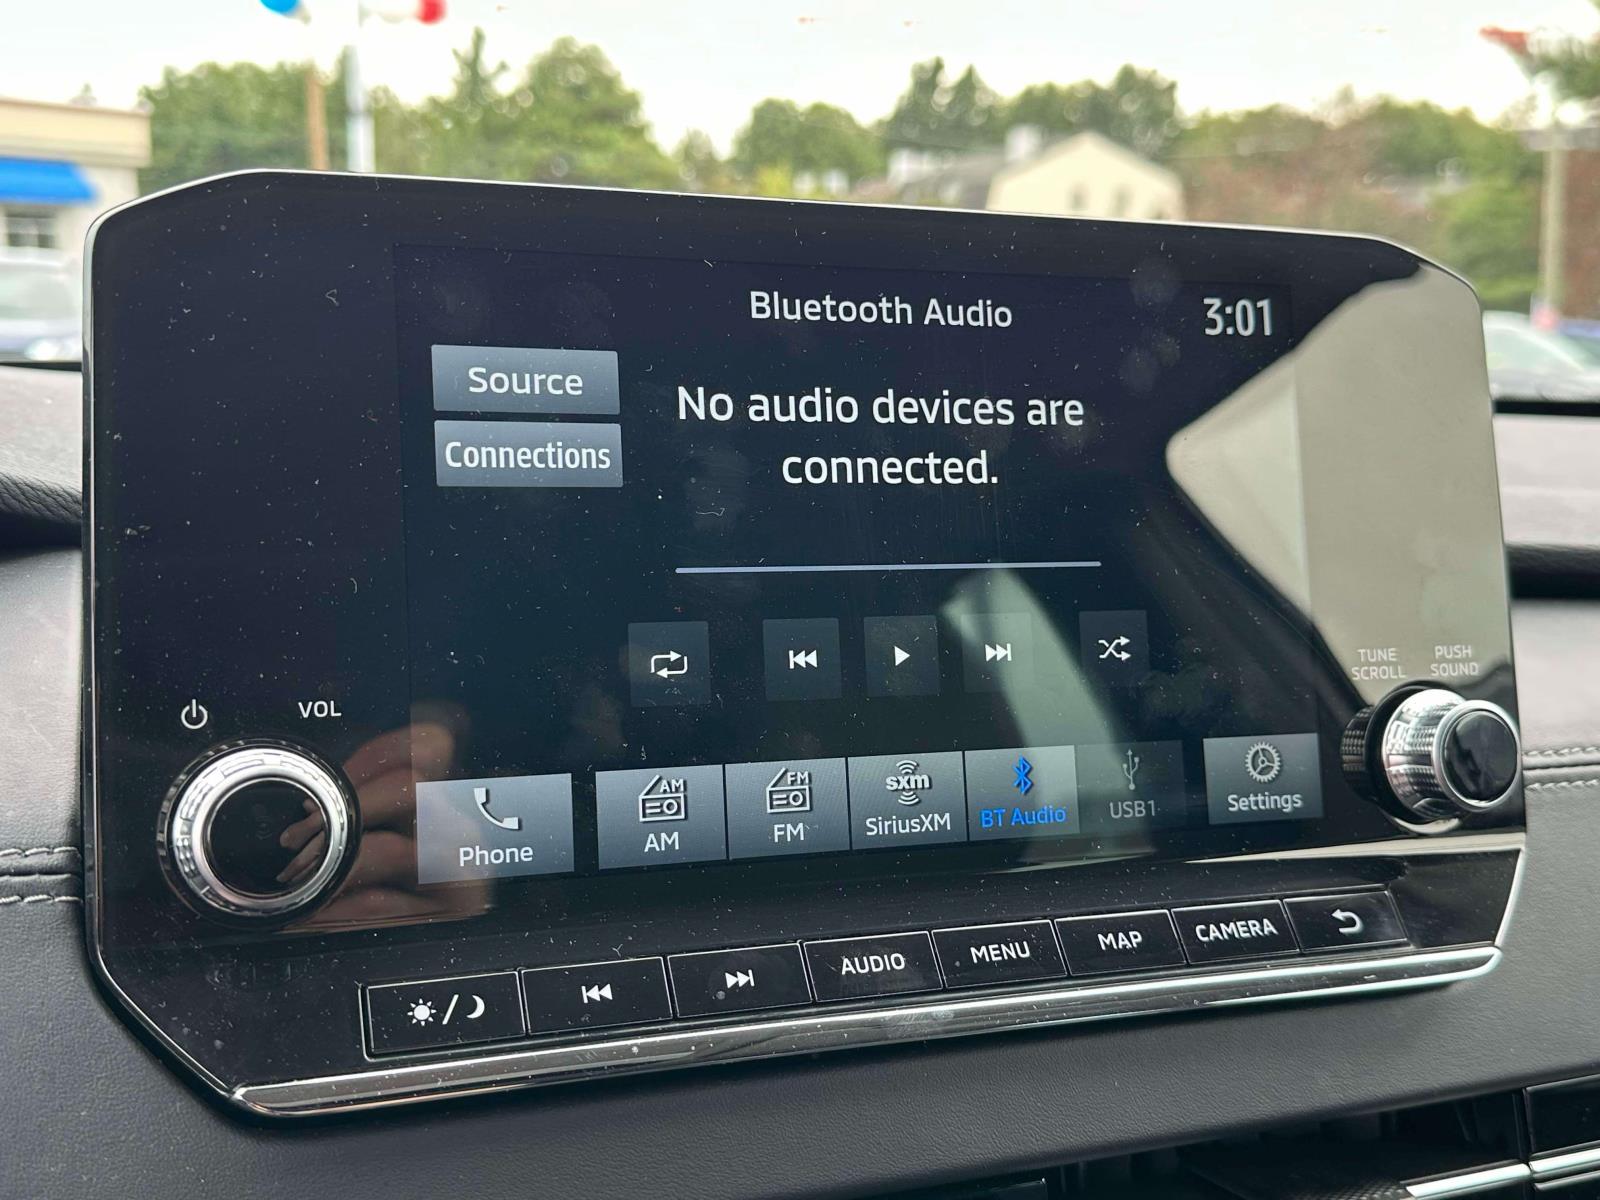 Bluetooth Audio
3:01
Source
Connections
No audio devices are
connected.
TUNE
SCROLL
PUSH
SOUND
VOL
Phone
AM
AM
FM
FM
sxm
SiriusXM
BT Audio
USB1
Settings
AUDIO
MENU
MAP
CAMERA